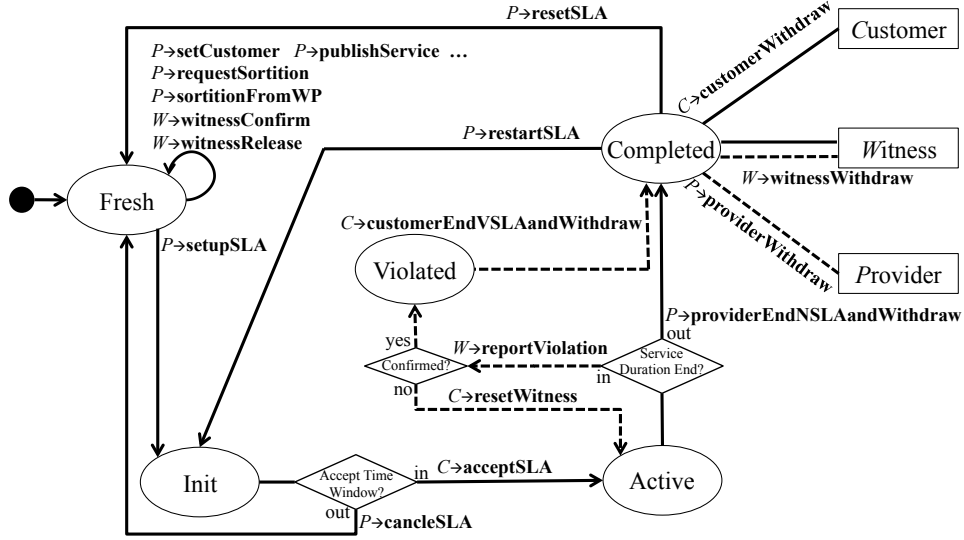 P→resetSLA
C→customerWithdraw
Customer
P→setCustomer P→publishService ...
P→requestSortition
P→sortitionFromWP
W→witnessConfirm
W→witnessRelease
P→restartSLA
Completed
Witness
W→witnessWithdraw
Fresh
P→providerWithdraw
P→setupSLA
C→customerEndVSLAandWithdraw
Violated
Provider
P→providerEndNSLAandWithdraw
out
yes
W→reportViolation
Service
Duration End?
Confirmed?
in
no
C→resetWitness
Init
Accept Time
Window?
in
C→acceptSLA
Active
out
P→cancleSLA